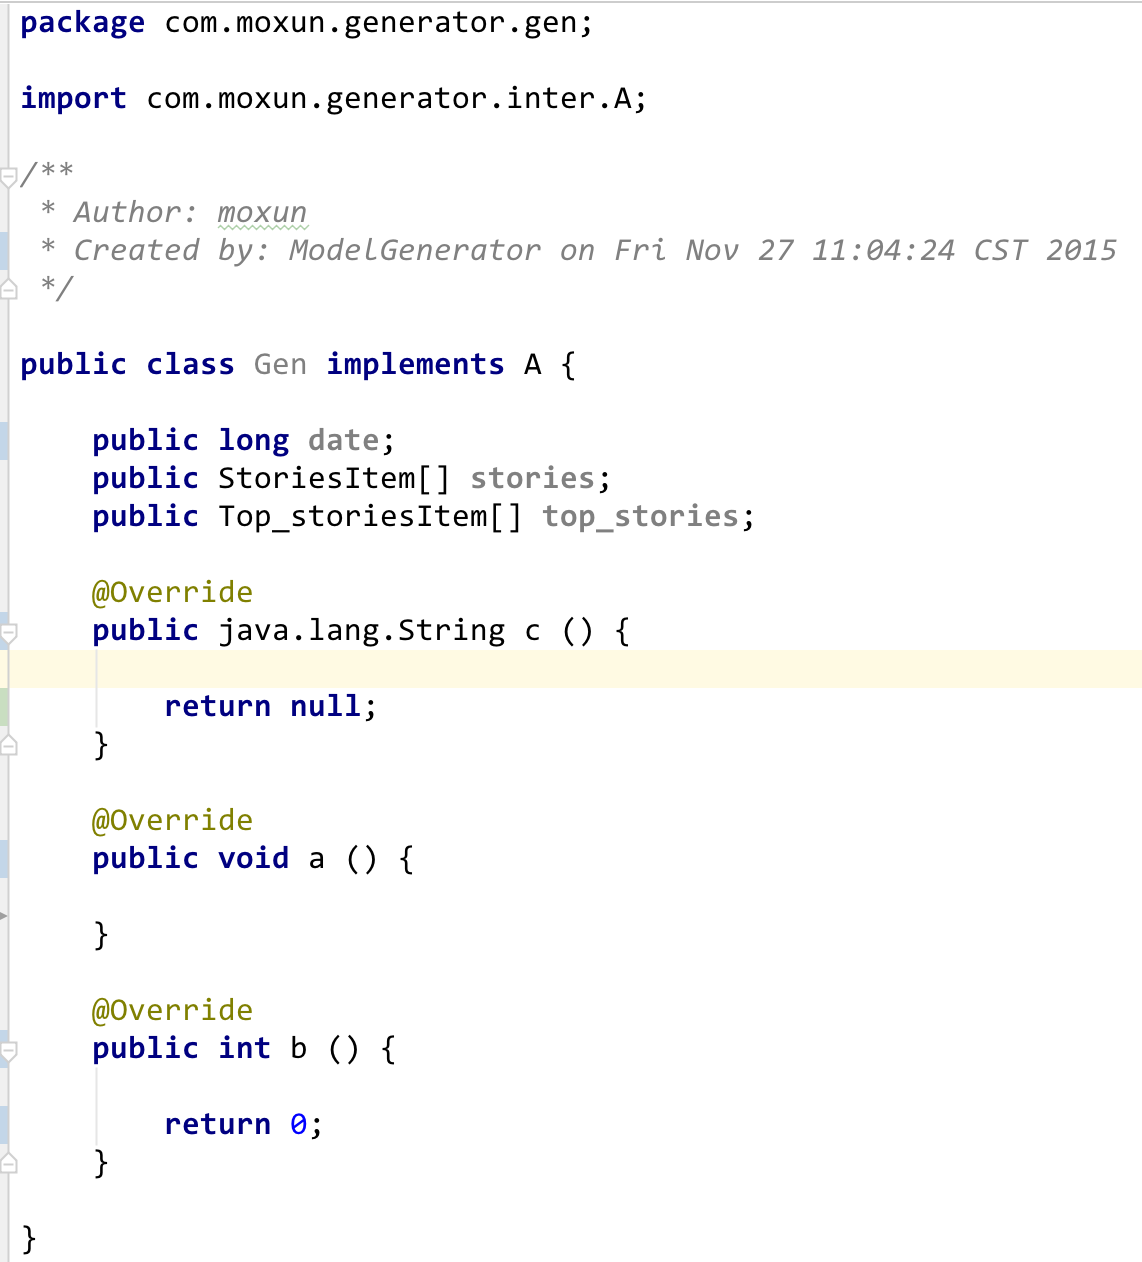 package com.moxun.generator.gen;
import com.moxun.generator.inter.A;
/**
 * Author: moxun
 * Created by: ModelGenerator on Fri Nov 27 11:04:24 CST 2015
 */
public class Gen implements A {
    public long date;
    public StoriesItem[] stories;
    public Top_storiesItem[] top_stories;
    @Override
    public java.lang.String c () {
        return null;
    }
    @Override
    public void a () {
    }
    @Override
    public int b () {
        return 0;
    }
}